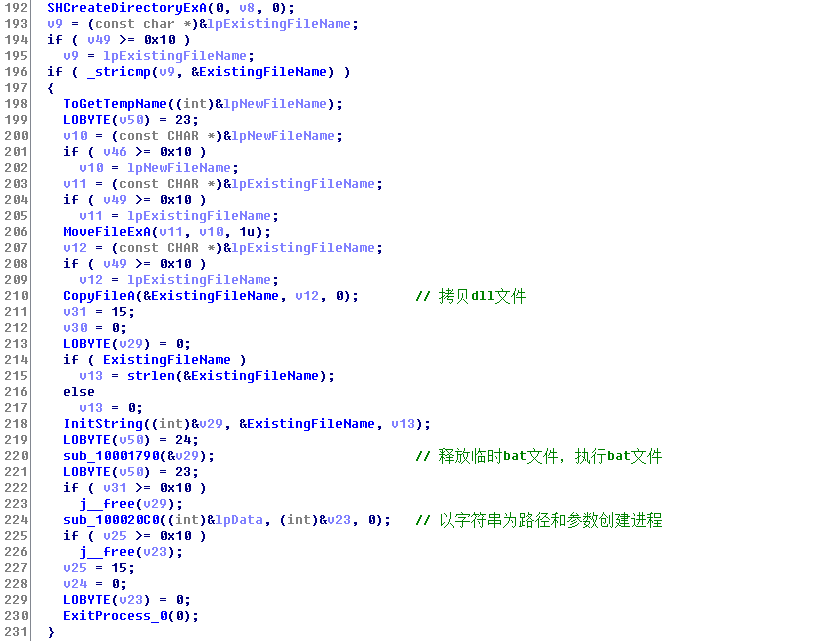 192 SHCreateDirectoryExA(0, v8, 0);
193 v9 = (const char *)&lpExistingFileName;
194 if ( v49 >= 0x10 )
195 v9 = lpExistingFileName;
196 if ( _stricmp(v9, &ExistingFileName) )
197 {
198 ToGetTempName((int)&lpNewFileName);
199 LOBYTE(v50) = 23;
200 v10 = (const CHAR *)&lpNewFileName;
201 if ( v46 >= 0x10 )
202 v10 = lpNewFileName;
203 v11 = (const CHAR *)&lpExistingFileName;
204 if ( v49 >= 0x10 )
205 v11 = lpExistingFileName;
206 MoveFileExA(v11, v10, 1u);
207 v12 = (const CHAR *)&lpExistingFileName;
208 if ( v49 >= 0x10 )
209 v12 = lpExistingFileName;
210 CopyFileA(&ExistingFileName, v12, 0); // 拷贝dll文件
211 v31 = 15;
212 v30 = 0;
213 LOBYTE(v29) = 0;
214 if ( ExistingFileName )
215 v13 = strlen(&ExistingFileName);
216 else
217 v13 = 0;
218 InitString((int)&v29, &ExistingFileName, v13);
219 LOBYTE(v50) = 24;
220 sub_10001790(&v29); // 释放临时bat文件，执行bat文件
221 LOBYTE(v50) = 23;
222 if ( v31 >= 0x10 )
223 j__free(v29);
224 sub_100020C0((int)&lpData, (int)&v23, 0); // 以字符串为路径和参数创建进程
225 if ( v25 >= 0x10 )
226 j__free(v23);
227 v25 = 15;
228 v24 = 0;
229 LOBYTE(v23) = 0;
230 ExitProcess_0(0);
231 }